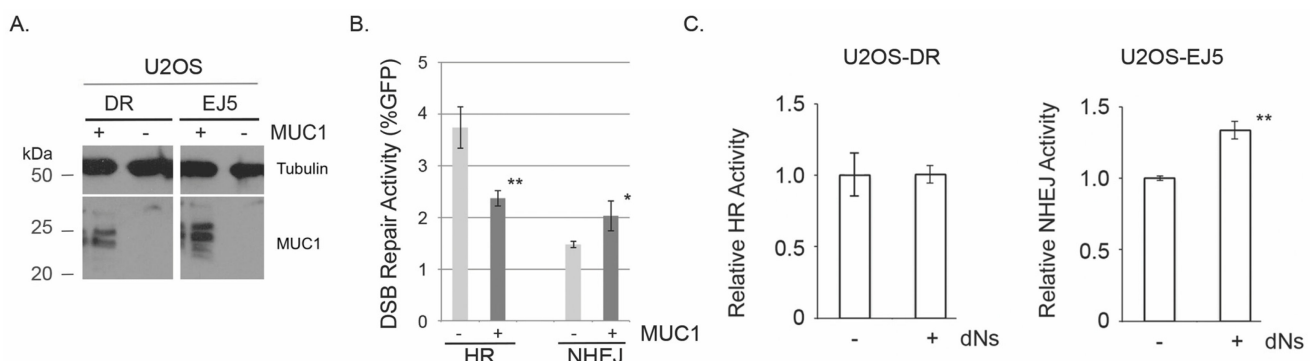 A.
U2OS
DR EJ5
+ - + - MUC1
kDa
50 Tubulin
25
MUC1
20
B.
DSB Repair Activity (%GFP)
5
4
3
2
1
0
**
*
- + - + MUC1
HR NHEJ
C.
U2OS-DR
Relative HR Activity
1.5
1.0
0.5
0
- + dNs
U2OS-EJ5
Relative NHEJ Activity
1.5
1.0
0.5
0
**
- + dNs